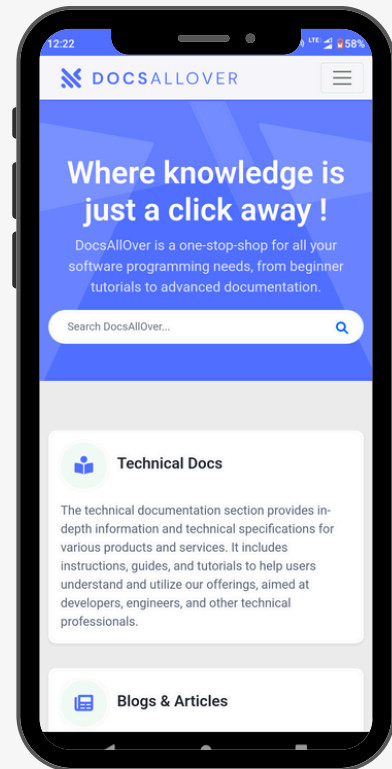 12:22 LTE 58%
DOCSALLOVER
Where knowledge is
just a click away !
DocsAllOver is a one-stop-shop for all your
software programming needs, from beginner
tutorials to advanced documentation.
Search DocsAllOver...
Technical Docs
The technical documentation section provides in-
depth information and technical specifications for
various products and services. It includes
instructions, guides, and tutorials to help users
understand and utilize our offerings, aimed at
developers, engineers, and other technical
professionals.
Blogs & Articles